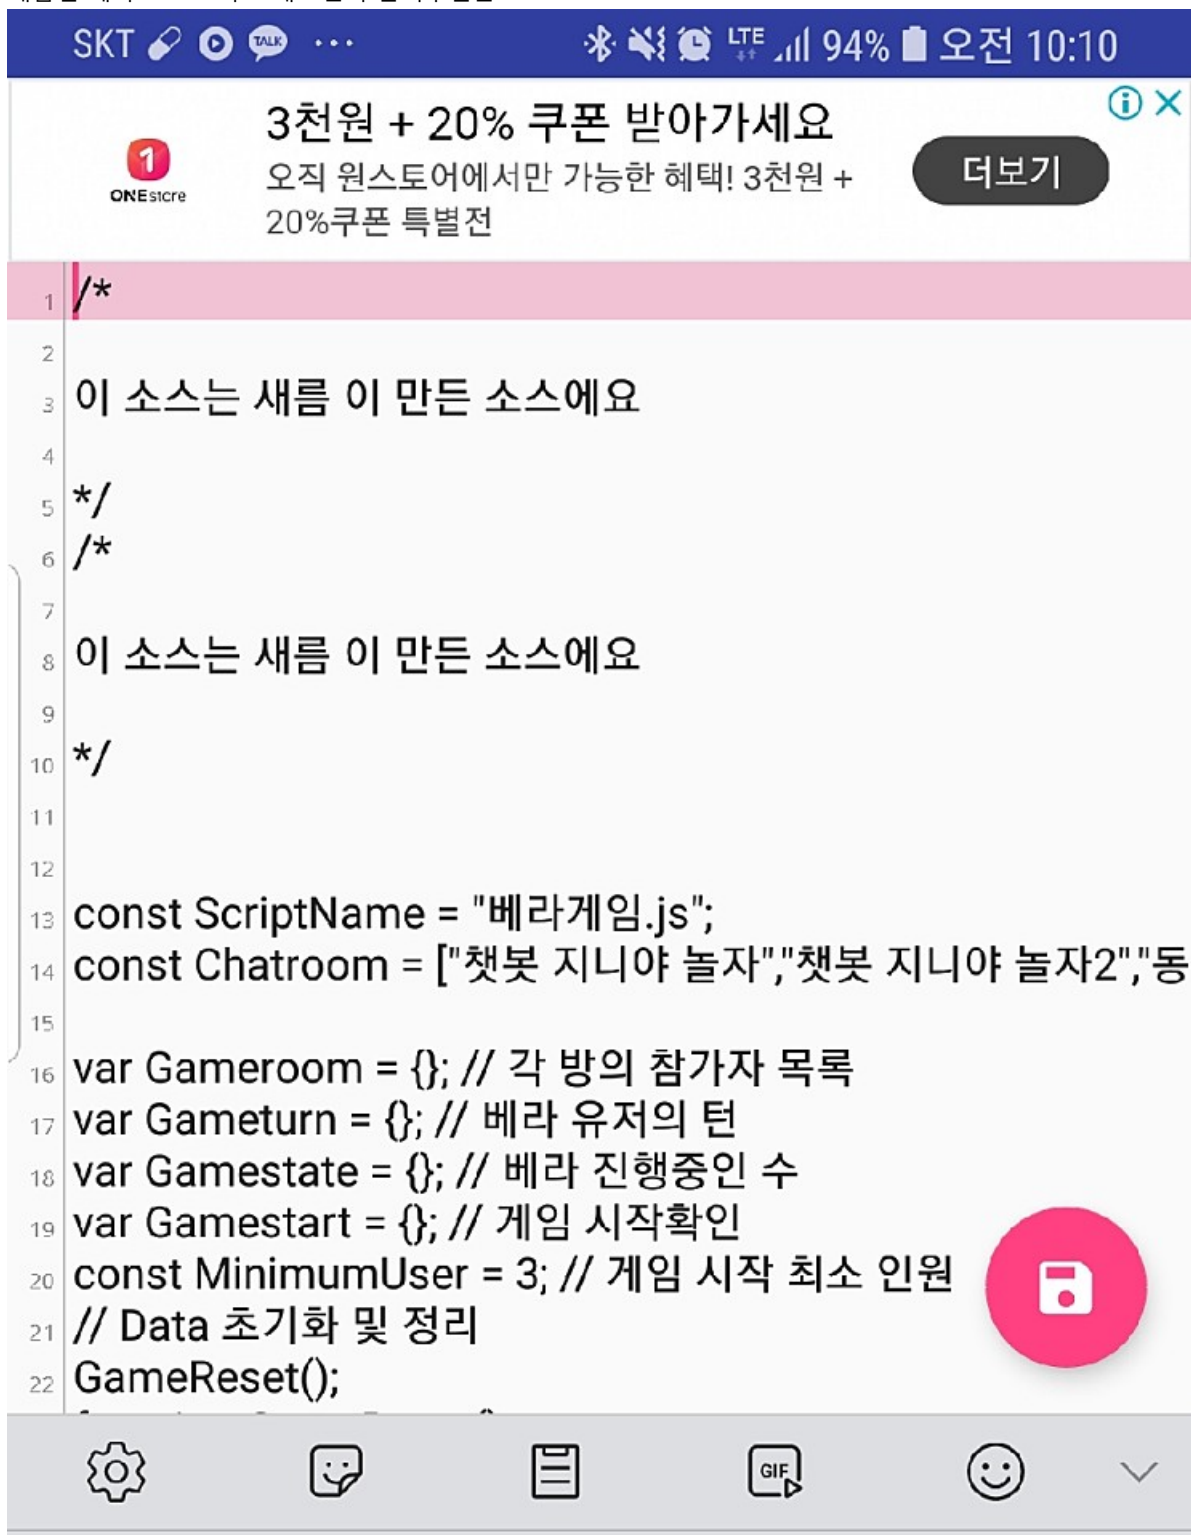 SKT TALK ... LTE 94% 오전 10:10
3천원 + 20% 쿠폰 받아가세요
1
ONEstore
오직 원스토어에서만 가능한 혜택! 3천원 +
20%쿠폰 특별전
더보기
1 /*
2
3 이 소스는 새름 이 만든 소스에요
4
5 */
6 /*
7
8 이 소스는 새름 이 만든 소스에요
9
10 */
11
12
13 const ScriptName = "베라게임.js";
14 const Chatroom = ["챗봇 지니야 놀자","챗봇 지니야 놀자2","동
15
16 var Gameroom = {}; // 각 방의 참가자 목록
17 var Gameturn = {}; // 베라 유저의 턴
18 var Gamestate = {}; // 베라 진행중인 수
19 var Gamestart = {}; // 게임 시작확인
20 const MinimumUser = 3; // 게임 시작 최소 인원
21 // Data 초기화 및 정리
22 GameReset();
GIF